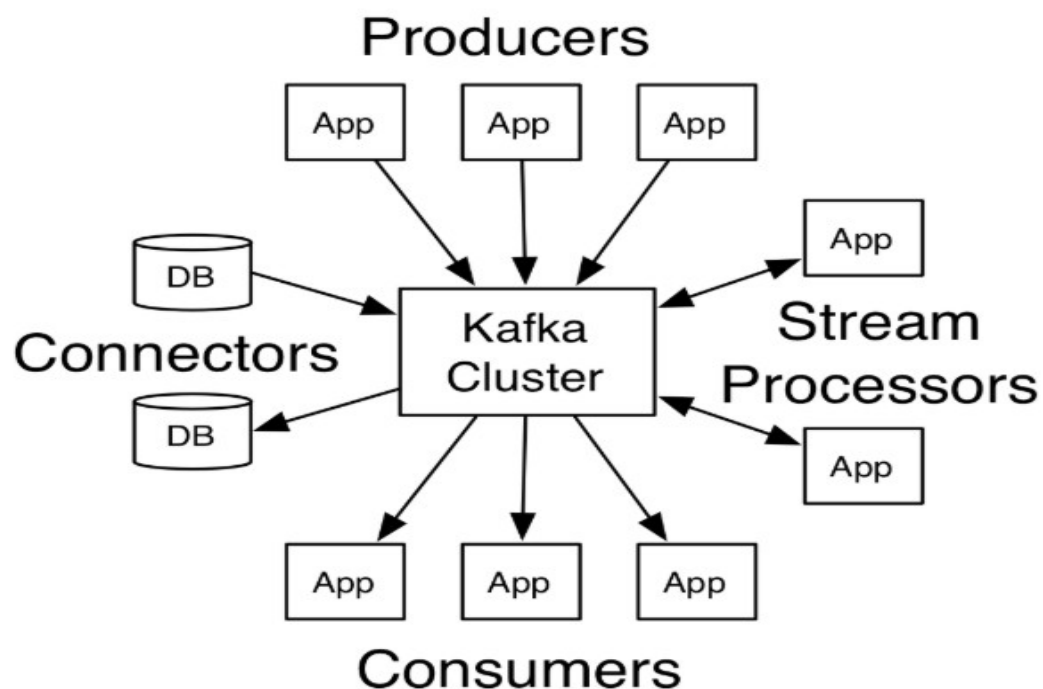 Producers
App
App
App
App
DB
Kafka
Cluster
Stream
Processors
Connectors
DB
App
App
App
App
Consumers